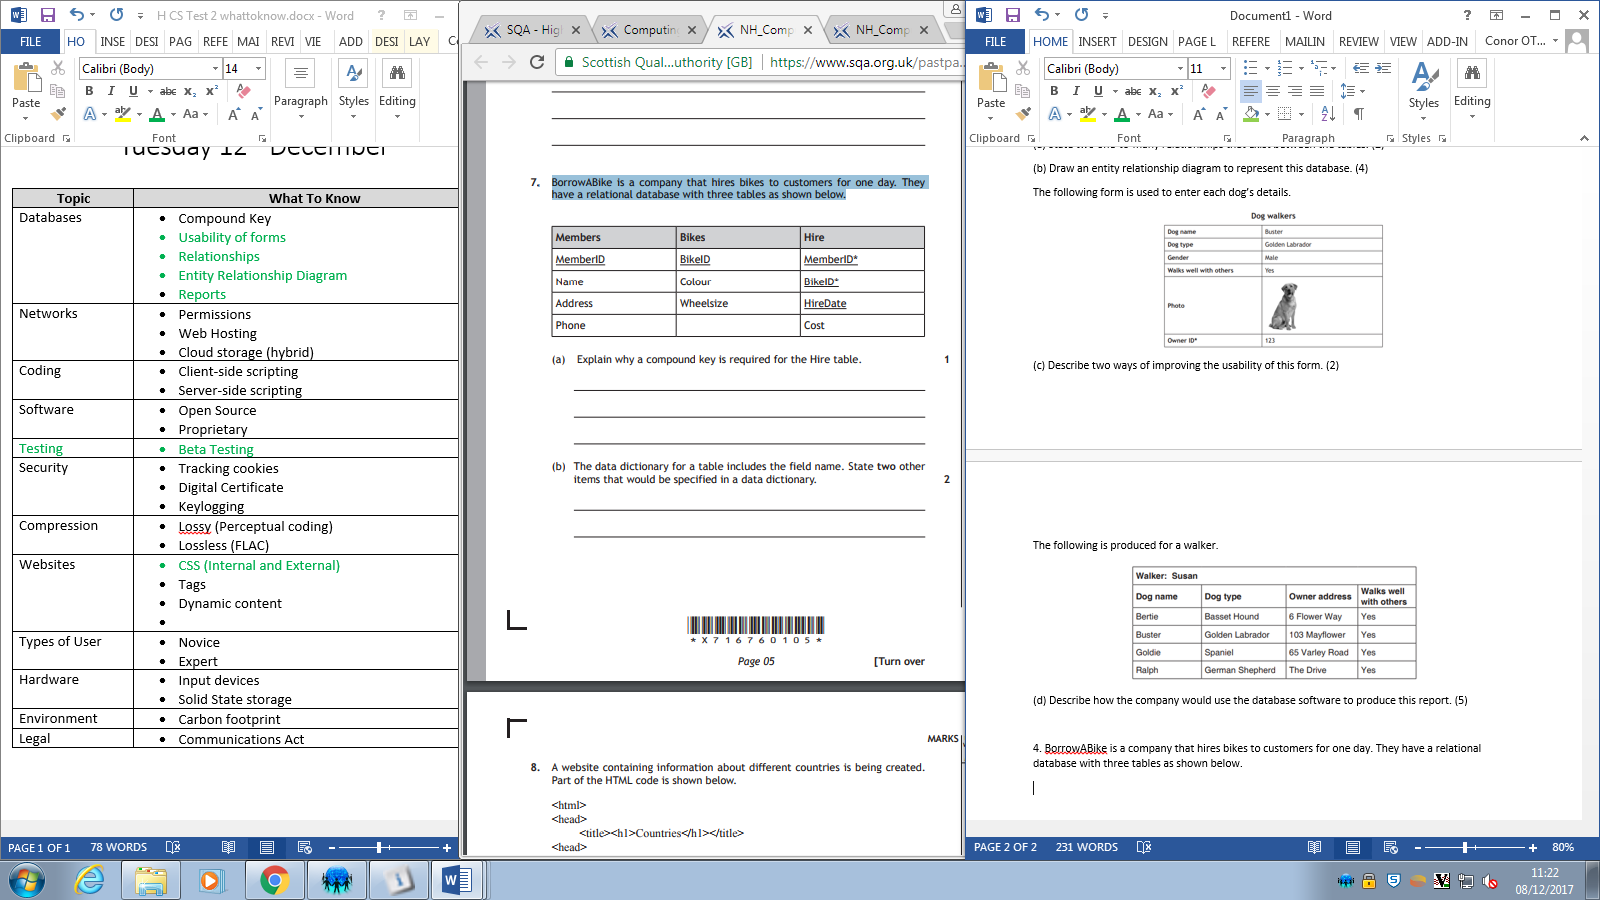 H CS Test 2 whattoknow.docx - Word
FILE HO INSE DESI PAG REFE MAI REVI VIE ADD DESI LAY
Calibri (Body) 14
Paste
B I U abc x₂ x²
A ab A Aa A A
Paragraph Styles Editing
Clipboard Font
Tuesday 12 December
Topic What To Know
Databases
• Compound Key
• Usability of forms
• Relationships
• Entity Relationship Diagram
• Reports
Networks
• Permissions
• Web Hosting
• Cloud storage (hybrid)
Coding
• Client-side scripting
• Server-side scripting
Software
• Open Source
• Proprietary
Testing
• Beta Testing
Security
• Tracking cookies
• Digital Certificate
• Keylogging
Compression
• Lossy (Perceptual coding)
• Lossless (FLAC)
Websites
• CSS (Internal and External)
• Tags
• Dynamic content
•
Types of User
• Novice
• Expert
Hardware
• Input devices
• Solid State storage
Environment
• Carbon footprint
Legal
• Communications Act
PAGE 1 OF 1 78 WORDS
SQA - Hig Computin NH_Comp NH_Comp
Scottish Qual...uthority [GB] https://www.sqa.org.uk/pastpa...
7. BorrowABike is a company that hires bikes to customers for one day. They
have a relational database with three tables as shown below.
Members Bikes Hire
MemberID BikeID MemberID*
Name Colour BikeID*
Address Wheelsize HireDate
Phone Cost
(a) Explain why a compound key is required for the Hire table. 1
(b) The data dictionary for a table includes the field name. State two other
items that would be specified in a data dictionary. 2
* X 7 1 6 7 6 0 1 0 5 *
Page 05 [Turn over
MARKS
8. A website containing information about different countries is being created.
Part of the HTML code is shown below.
<html>
<head>
<title><h1>Countries</h1></title>
<head>
Document1 - Word
FILE HOME INSERT DESIGN PAGE L REFERE MAILIN REVIEW VIEW ADD-IN Conor OT...
Calibri (Body) 11
Paste
B I U abc x₂ x²
A ab A Aa A A
Styles Editing
Clipboard Font Paragraph Styles
(b) Draw an entity relationship diagram to represent this database. (4)
The following form is used to enter each dog's details.
Dog walkers
Dog name Buster
Dog type Golden Labrador
Gender Male
Walks well with others Yes
Photo
Owner ID* 123
(c) Describe two ways of improving the usability of this form. (2)
The following is produced for a walker.
Walker: Susan
Dog name Dog type Owner address Walks well with others
Bertie Basset Hound 6 Flower Way Yes
Buster Golden Labrador 103 Mayflower Yes
Goldie Spaniel 65 Varley Road Yes
Ralph German Shepherd The Drive Yes
(d) Describe how the company would use the database software to produce this report. (5)
4. BorrowABike is a company that hires bikes to customers for one day. They have a relational
database with three tables as shown below.
PAGE 2 OF 2 231 WORDS 80%
11:22
08/12/2017